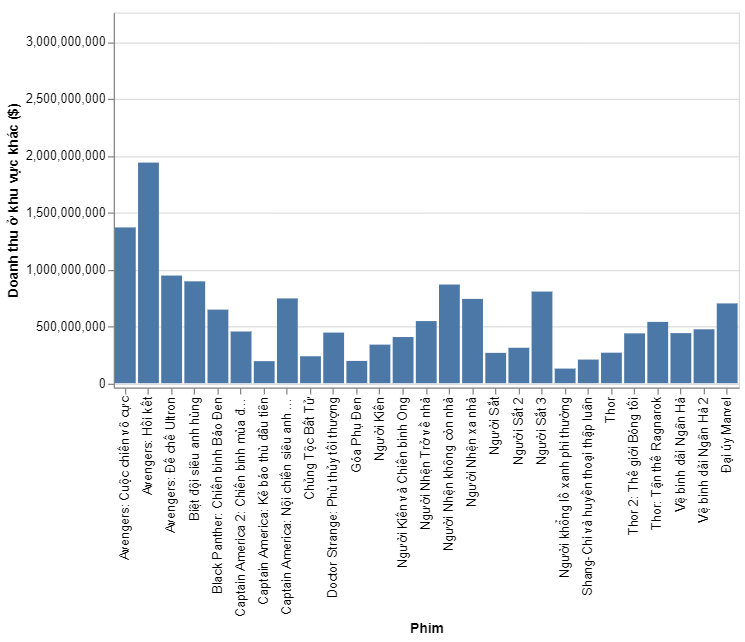 Doanh thu ở khu vực khác ($)
3,000,000,000
2,500,000,000
2,000,000,000
1,500,000,000
1,000,000,000
500,000,000
0
Avengers: Cuộc chiến vô cực
Avengers: Hồi kết
Avengers: Đế chế Ultron
Biệt đội siêu anh hùng
Black Panther: Chiến binh Báo Đen
Captain America 2: Chiến binh mùa đ…
Captain America: Kẻ báo thù đầu tiên
Captain America: Nội chiến siêu anh …
Chủng Tộc Bất Tử
Doctor Strange: Phù thủy tối thượng
Góa Phụ Đen
Người Kiến
Người Kiến và Chiến binh Ong
Người Nhện Trở về nhà
Người Nhện không còn nhà
Người Nhện xa nhà
Người Sắt
Người Sắt 2
Người Sắt 3
Người khổng lồ xanh phi thường
Shang-Chi và huyền thoại thập luân
Thor
Thor 2: Thế giới Bóng tối
Thor: Tận thế Ragnarok
Vệ binh dải Ngân Hà
Vệ binh dải Ngân Hà 2
Đại úy Marvel
Phim